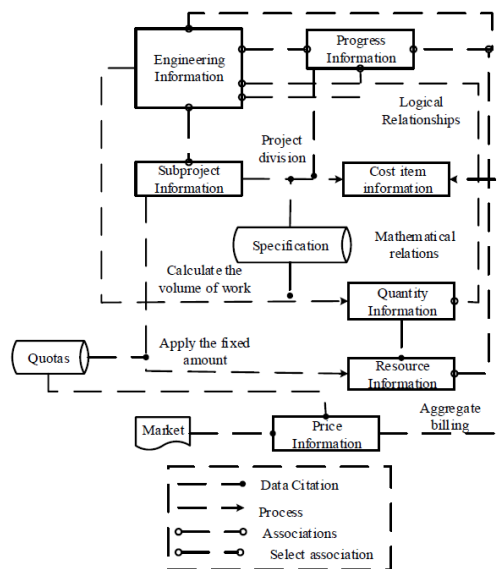 Engineering
Information
Progress
Information
Logical
Relationships
Project
division
Subproject
Information
Cost item
information
Specification
Mathematical
relations
Calculate the
volume of work
Quantity
Information
Quotas
Apply the fixed
amount
Resource
Information
Market
Price
Information
Aggregate
billing
Data Citation
Process
Associations
Select association